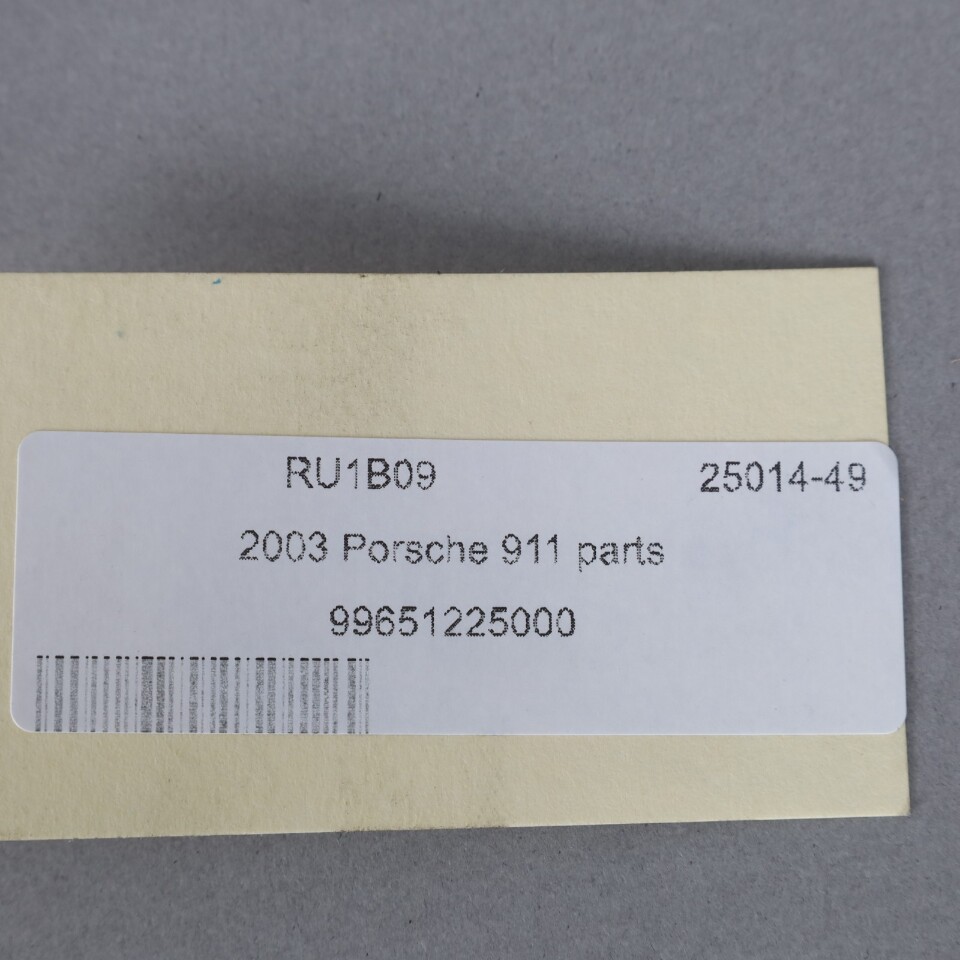 RU1B09 25014-49
2003 Porsche 911 parts
99651225000